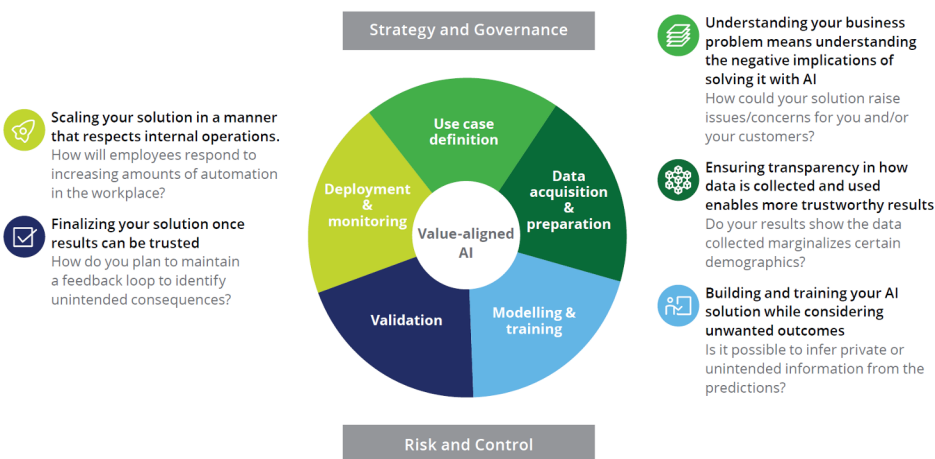 Strategy and Governance
Understanding your business
problem means understanding
the negative implications of
solving it with AI
How could your solution raise
issues/concerns for you and/or
your customers?
Scaling your solution in a manner
that respects internal operations.
How will employees respond to
increasing amounts of automation
in the workplace?
Use case
definition
Ensuring transparency in how
data is collected and used
enables more trustworthy results
Do your results show the data
collected marginalizes certain
demographics?
Data
acquisition
&
preparation
Deployment
&
monitoring
Value-aligned
AI
Finalizing your solution once
results can be trusted
How do you plan to maintain
a feedback loop to identify
unintended consequences?
Building and training your AI
solution while considering
unwanted outcomes
Is it possible to infer private or
unintended information from the
predictions?
Validation
Modelling &
training
Risk and Control